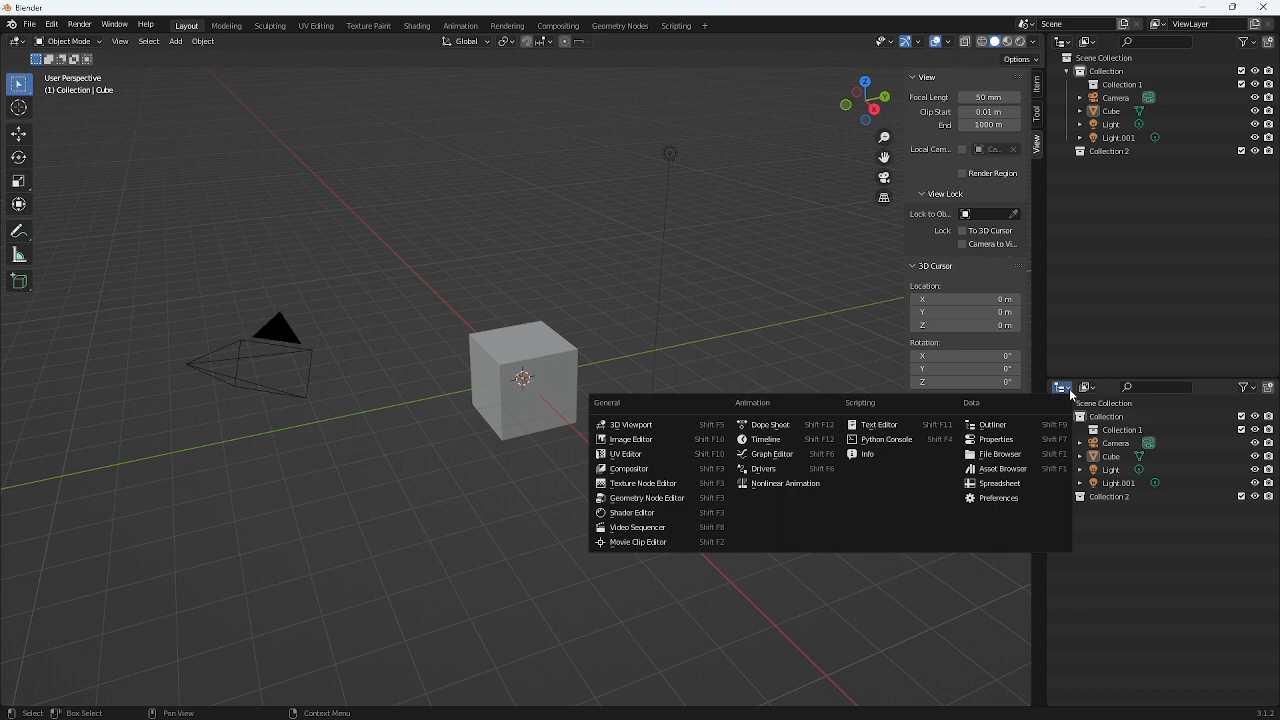 Blender
File Edit Render Window Help Layout Modeling Sculpting UV Editing Texture Paint Shading Animation Rendering Compositing Geometry Nodes Scripting + Scene ViewLayer
Object Mode View Select Add Object Global
Options
User Perspective
(1) Collection | Cube
Z
Y
X
View
Focal Lengt 50 mm
Clip Start 0.01 m
End 1000 m
Local Cam... Ca...
Render Region
View Lock
Lock to Ob...
Lock To 3D Cursor
Camera to Vi...
3D Cursor
Location:
X 0 m
Y 0 m
Z 0 m
Rotation:
X 0°
Y 0°
Z 0°
Item
Tool
View
Scene Collection
Collection
Collection 1
Camera
Cube
Light
Light.001
Collection 2
Scene Collection
Collection
Collection 1
Camera
Cube
Light
Light.001
Collection 2
General
3D Viewport Shift F5
Image Editor Shift F10
UV Editor Shift F10
Compositor Shift F3
Texture Node Editor Shift F3
Geometry Node Editor Shift F3
Shader Editor Shift F3
Video Sequencer Shift F8
Movie Clip Editor Shift F2
Animation
Dope Sheet Shift F12
Timeline Shift F12
Graph Editor Shift F6
Drivers Shift F6
Nonlinear Animation
Scripting
Text Editor Shift F11
Python Console Shift F4
Info
Data
Outliner Shift F9
Properties Shift F7
File Browser Shift F1
Asset Browser Shift F1
Spreadsheet
Preferences
Select Box Select Pan View Context Menu 3.1.2